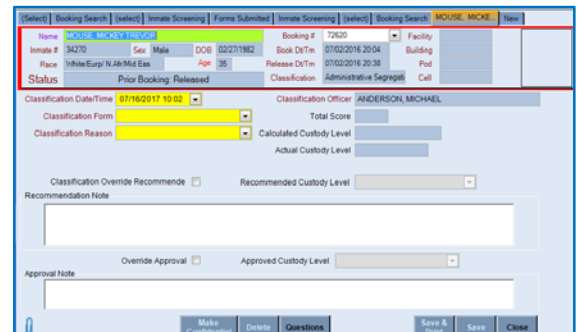 (Select) Booking Search (select) Inmate Screening Forms Submitted Inmate Screening (select) Booking Search MOUSE, MICKE... New
Name MOUSE, MICKEY TREVOR Booking # 72620 Facility
Inmate # 34270 Sex Male DOB 02/27/1982 Book Dt/Tm 07/02/2016 20:04 Building
Race White/Eurp/ N.Afr/Mid Eas Age 35 Release Dt/Tm 07/02/2016 20:38 Pod
Status Prior Booking: Released Classification Administrative Segregati Cell
Classification Date/Time 07/16/2017 10:02 Classification Officer ANDERSON, MICHAEL
Classification Form Total Score
Classification Reason Calculated Custody Level
Actual Custody Level
Classification Override Recommende Recommended Custody Level
Recommendation Note
Override Approval Approved Custody Level
Approval Note
Make Confidential Delete Questions Save & Print Save Close